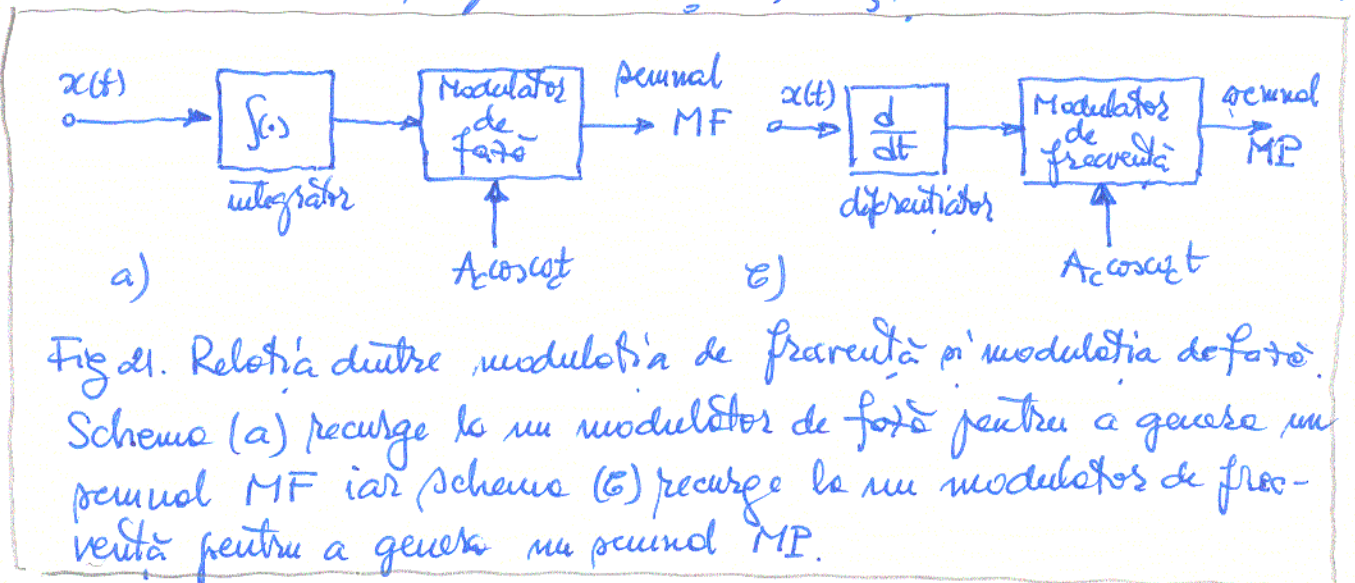 x(t)
∫(·)
integrator
Modulator
de
fază
semnal
MF
A_c cos ω_c t
a)
x(t)
d
dt
diferențiator
Modulator
de
frecvență
semnal
MP
A_c cos ω_c t
b)
Fig 21. Relația dintre modulația de frecvență și modulația de fază.
Schema (a) recurge la un modulator de fază pentru a genera un
semnal MF iar schema (b) recurge la un modulator de frec-
vență pentru a genera un semnal MP.